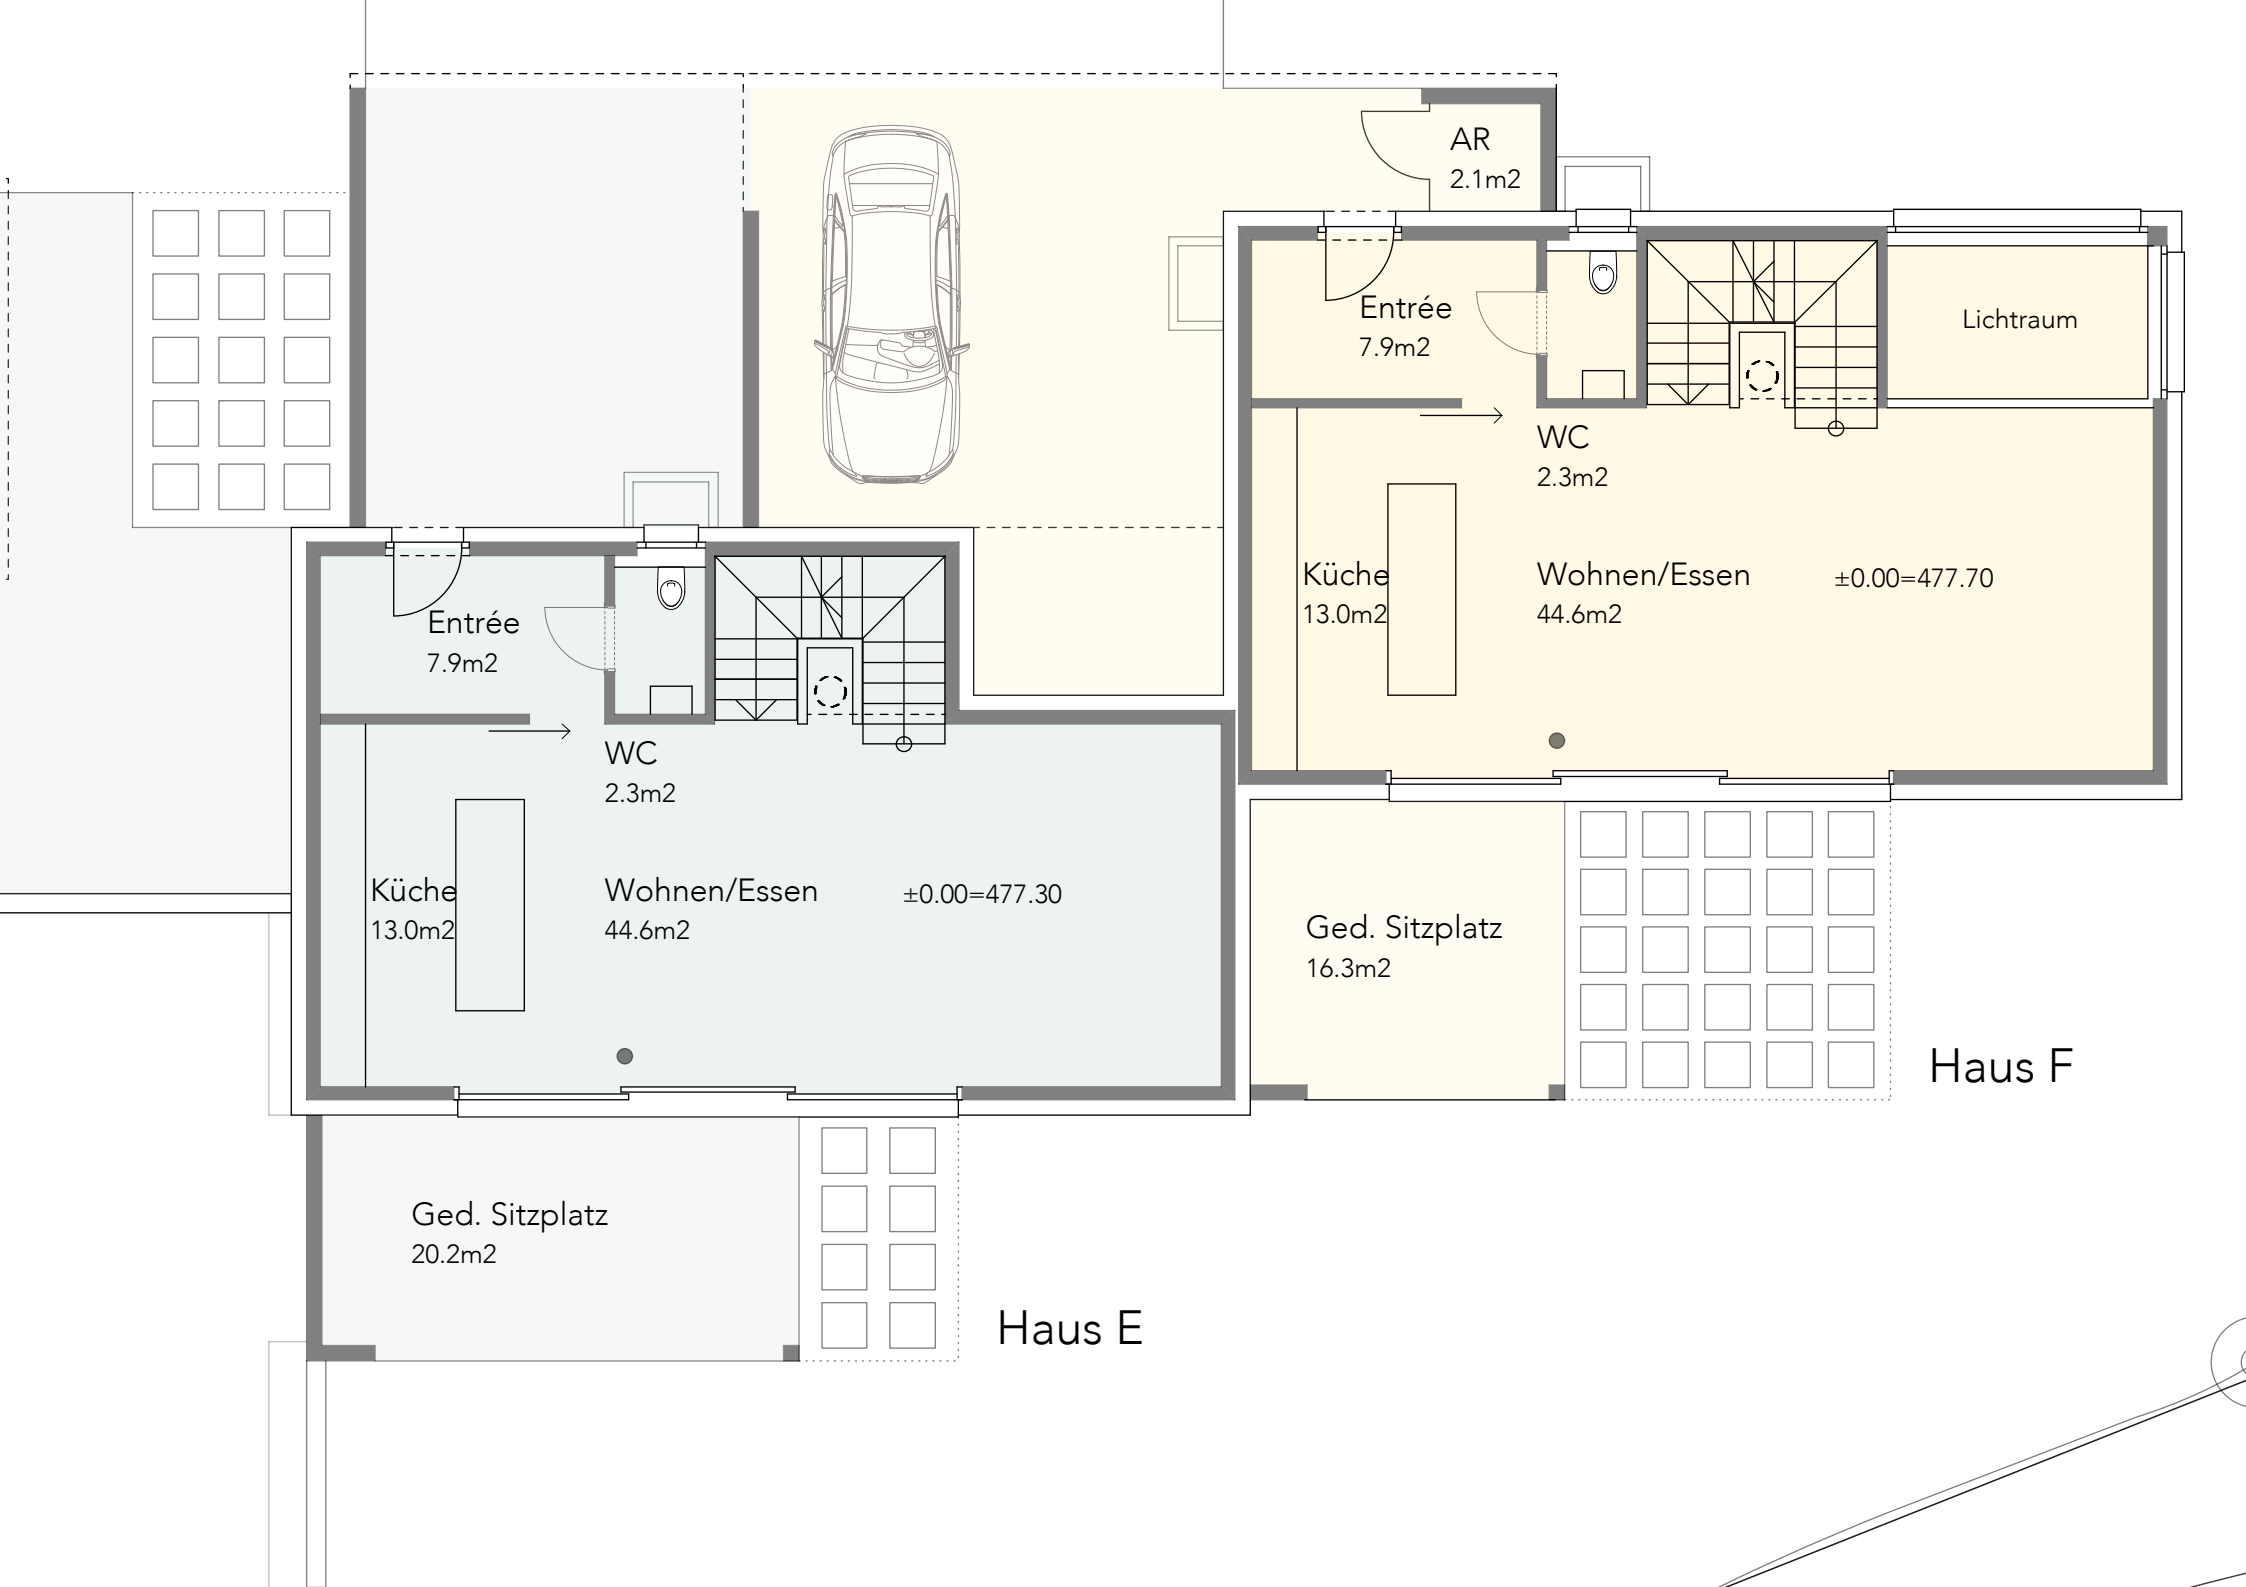 AR
2.1m2
Entrée
7.9m2
Lichtraum
WC
2.3m2
Küche
13.0m2
Wohnen/Essen
44.6m2
±0.00=477.70
Ged. Sitzplatz
16.3m2
Haus F
Entrée
7.9m2
WC
2.3m2
Küche
13.0m2
Wohnen/Essen
44.6m2
±0.00=477.30
Ged. Sitzplatz
20.2m2
Haus E